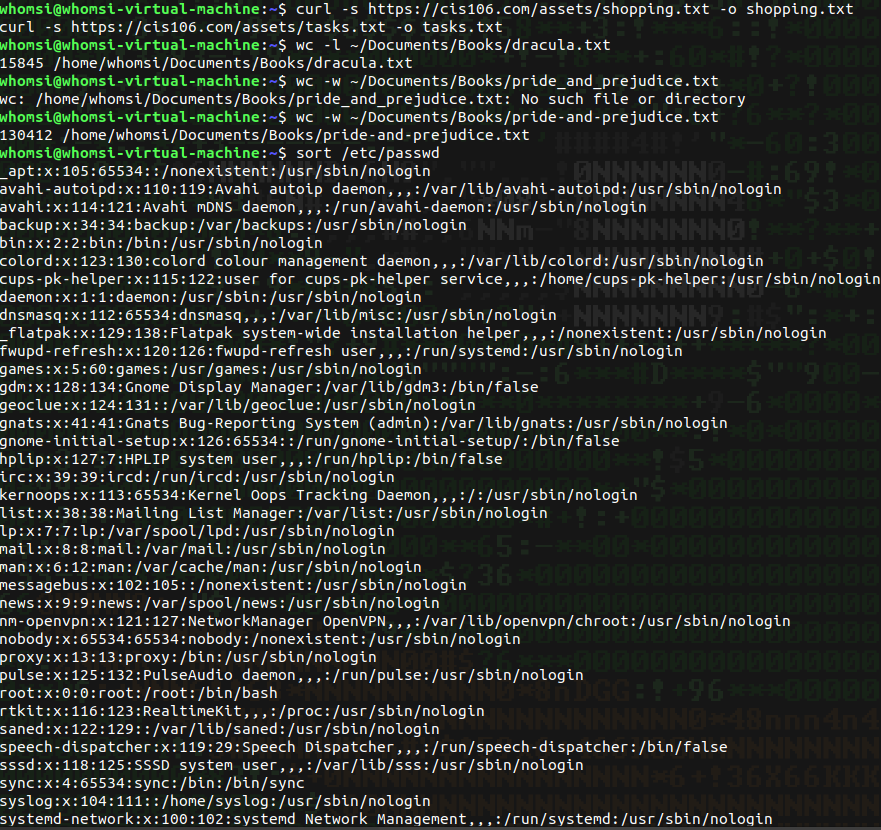 whomsi@whomsi-virtual-machine:~$ curl -s https://cis106.com/assets/shopping.txt -o shopping.txt
curl -s https://cis106.com/assets/tasks.txt -o tasks.txt
whomsi@whomsi-virtual-machine:~$ wc -l ~/Documents/Books/dracula.txt
15845 /home/whomsi/Documents/Books/dracula.txt
whomsi@whomsi-virtual-machine:~$ wc -w ~/Documents/Books/pride_and_prejudice.txt
wc: /home/whomsi/Documents/Books/pride_and_prejudice.txt: No such file or directory
whomsi@whomsi-virtual-machine:~$ wc -w ~/Documents/Books/pride-and-prejudice.txt
130412 /home/whomsi/Documents/Books/pride-and-prejudice.txt
whomsi@whomsi-virtual-machine:~$ sort /etc/passwd
_apt:x:105:65534::/nonexistent:/usr/sbin/nologin
avahi-autoipd:x:110:119:Avahi autoip daemon,,,:/var/lib/avahi-autoipd:/usr/sbin/nologin
avahi:x:114:121:Avahi mDNS daemon,,,:/run/avahi-daemon:/usr/sbin/nologin
backup:x:34:34:backup:/var/backups:/usr/sbin/nologin
bin:x:2:2:bin:/bin:/usr/sbin/nologin
colord:x:123:130:colord colour management daemon,,,:/var/lib/colord:/usr/sbin/nologin
cups-pk-helper:x:115:122:user for cups-pk-helper service,,,:/home/cups-pk-helper:/usr/sbin/nologin
daemon:x:1:1:daemon:/usr/sbin:/usr/sbin/nologin
dnsmasq:x:112:65534:dnsmasq,,,:/var/lib/misc:/usr/sbin/nologin
_flatpak:x:129:138:Flatpak system-wide installation helper,,,:/nonexistent:/usr/sbin/nologin
fwupd-refresh:x:120:126:fwupd-refresh user,,,:/run/systemd:/usr/sbin/nologin
games:x:5:60:games:/usr/games:/usr/sbin/nologin
gdm:x:128:134:Gnome Display Manager:/var/lib/gdm3:/bin/false
geoclue:x:124:131::/var/lib/geoclue:/usr/sbin/nologin
gnats:x:41:41:Gnats Bug-Reporting System (admin):/var/lib/gnats:/usr/sbin/nologin
gnome-initial-setup:x:126:65534::/run/gnome-initial-setup/:/bin/false
hplip:x:127:7:HPLIP system user,,,:/run/hplip:/bin/false
irc:x:39:39:ircd:/run/ircd:/usr/sbin/nologin
kernoops:x:113:65534:Kernel Oops Tracking Daemon,,,:/:/usr/sbin/nologin
list:x:38:38:Mailing List Manager:/var/list:/usr/sbin/nologin
lp:x:7:7:lp:/var/spool/lpd:/usr/sbin/nologin
mail:x:8:8:mail:/var/mail:/usr/sbin/nologin
man:x:6:12:man:/var/cache/man:/usr/sbin/nologin
messagebus:x:102:105::/nonexistent:/usr/sbin/nologin
news:x:9:9:news:/var/spool/news:/usr/sbin/nologin
nm-openvpn:x:121:127:NetworkManager OpenVPN,,,:/var/lib/openvpn/chroot:/usr/sbin/nologin
nobody:x:65534:65534:nobody:/nonexistent:/usr/sbin/nologin
proxy:x:13:13:proxy:/bin:/usr/sbin/nologin
pulse:x:125:132:PulseAudio daemon,,,:/run/pulse:/usr/sbin/nologin
root:x:0:0:root:/root:/bin/bash
rtkit:x:116:123:RealtimeKit,,,:/proc:/usr/sbin/nologin
saned:x:122:129::/var/lib/saned:/usr/sbin/nologin
speech-dispatcher:x:119:29:Speech Dispatcher,,,:/run/speech-dispatcher:/bin/false
sssd:x:118:125:SSSD system user,,,:/var/lib/sss:/usr/sbin/nologin
sync:x:4:65534:sync:/bin:/bin/sync
syslog:x:104:111::/home/syslog:/usr/sbin/nologin
systemd-network:x:100:102:systemd Network Management,,,:/run/systemd:/usr/sbin/nologin